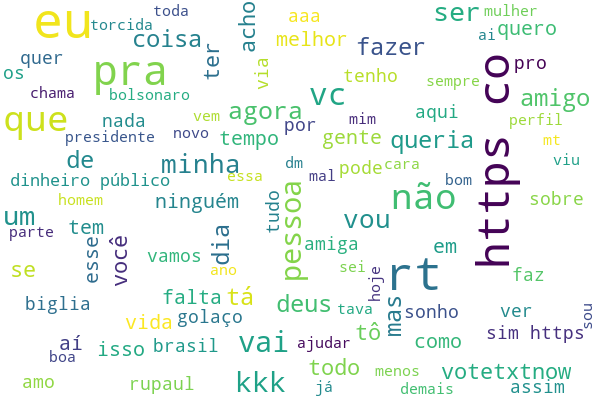 eu
toda
torcida
coisa
acho
aaa
melhor
fazer
ser
mulher
ai
quero
quer
os
ter
via
tenho
sempre
pro
chama
bolsonaro
pra
vc
https co
amigo
que
nada
vem
agora
por
mim
aqui
perfil
presidente
novo
tempo
gente
queria
mt
de
minha
dm
mal
pode
cara
viu
dinheiro público
essa
bom
homem
ninguém
tudo
pessoa
não
sobre
um
parte
tem
dia
vou
esse
você
vamos
amiga
em
se
ano
sei
rt
faz
biglia
falta
tá
deus
tava
hoje
mas
sonho
ver
sou
vida
golaço
aí
boa
isso
brasil
vai
ajudar
tô
como
sim https
amo
rupaul
kkk
todo
já
menos
demais
votetxtnow
assim